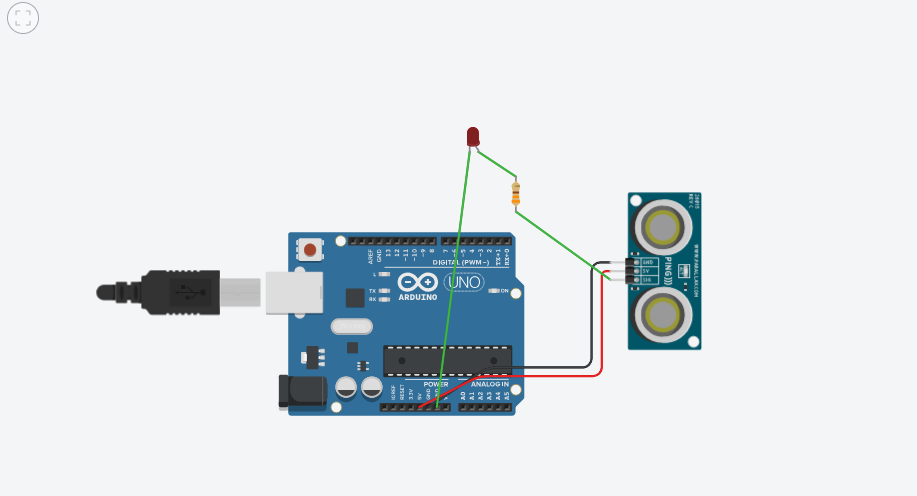 AREF
GND
13
12
~11
~10
~9
8
7
~6
~5
4
~3
2
TX→1
RX←0
DIGITAL (PWM~)
L
TX
RX
UNO
ON
ARDUINO
POWER
ANALOG IN
IOREF
RESET
3.3V
5V
GND
A0
A1
A2
A3
A4
A5
GND
5V
SIG
PING)))
WWW.PARALLAX.COM
REV C